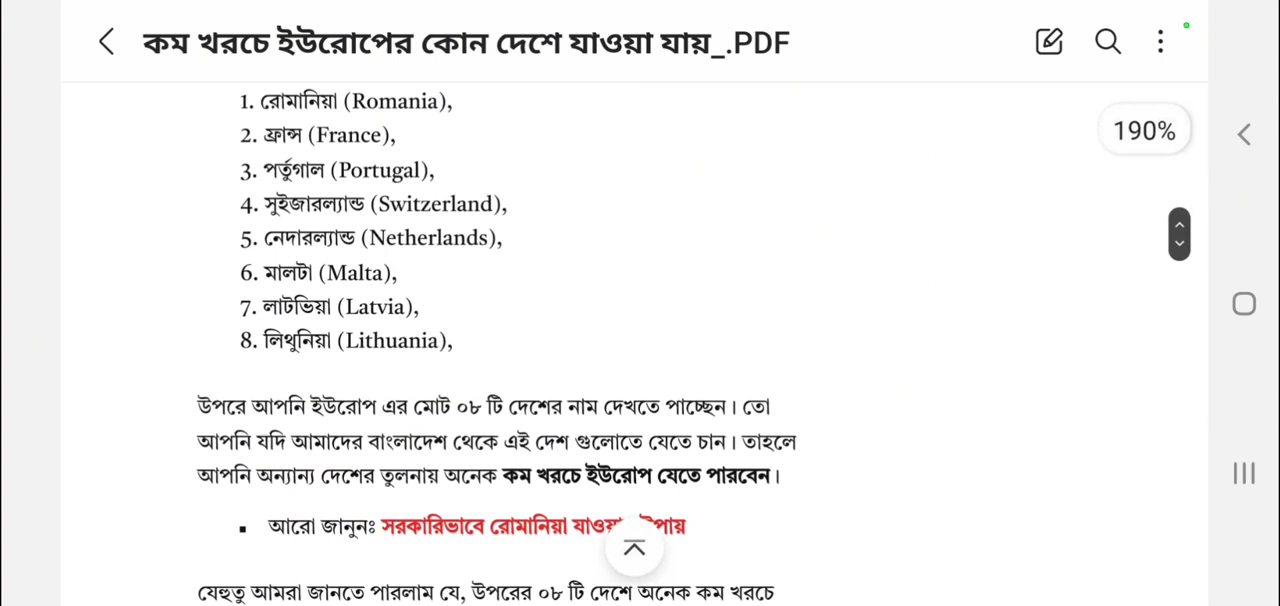 কম খরচে ইউরোপের কোন দেশে যাওয়া যায়_.PDF
190%
1. রোমানিয়া (Romania),
2. ফ্রান্স (France),
3. পর্তুগাল (Portugal),
4. সুইজারল্যান্ড (Switzerland),
5. নেদারল্যান্ড (Netherlands),
6. মালটা (Malta),
7. লাটভিয়া (Latvia),
8. লিথুনিয়া (Lithuania),
উপরে আপনি ইউরোপ এর মোট ০৮ টি দেশের নাম দেখতে পাচ্ছেন। তো
আপনি যদি আমাদের বাংলাদেশ থেকে এই দেশ গুলোতে যেতে চান। তাহলে
আপনি অন্যান্য দেশের তুলনায় অনেক কম খরচে ইউরোপ যেতে পারবেন।
▪ আরো জানুনঃ সরকারিভাবে রোমানিয়া
যেহেতু আমরা জানতে পারলাম যে, উপরের ০৮ টি দেশে অনেক কম খরচে